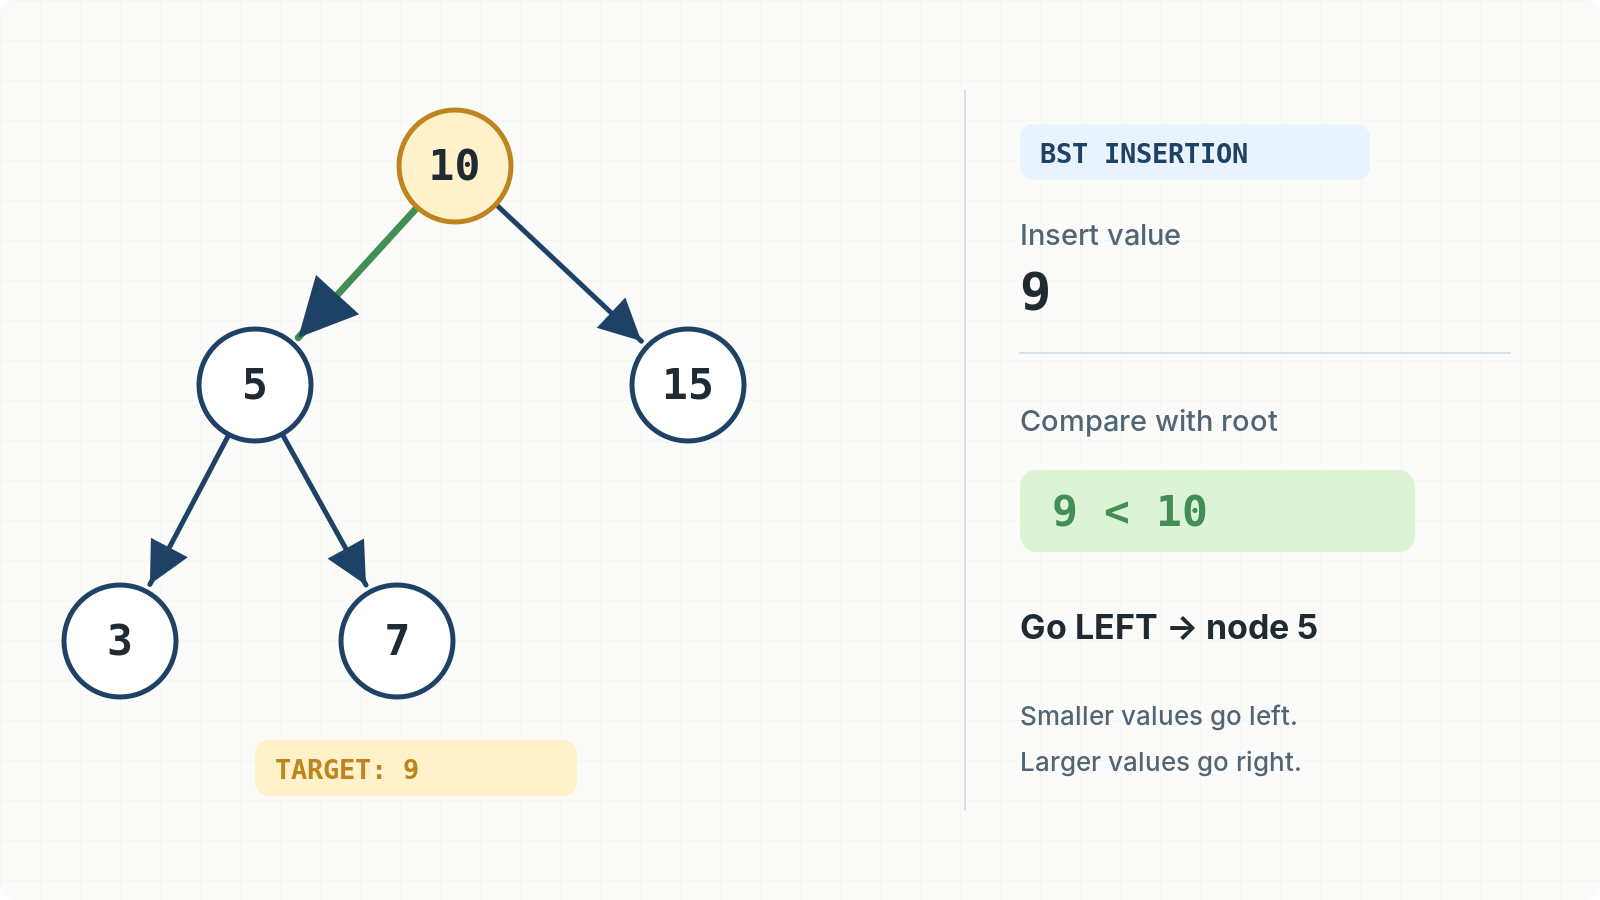 10
5
15
3
7
TARGET: 9
BST INSERTION
Insert value
9
Compare with root
9 < 10
Go LEFT → node 5
Smaller values go left.
Larger values go right.